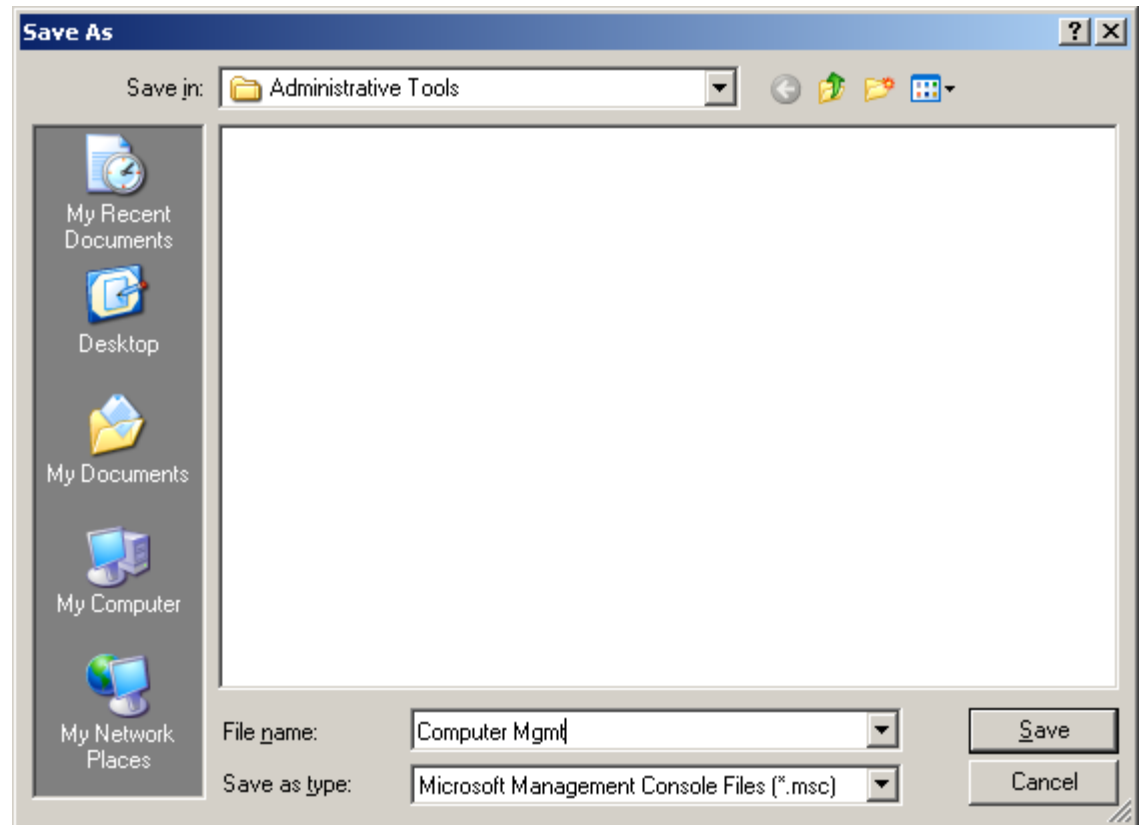 Save As
Save in:
Administrative Tools
My Recent
Documents
Desktop
My Documents
My Computer
My Network
Places
File name:
Computer Mgmt
Save
Save as type:
Microsoft Management Console Files (*.msc)
Cancel